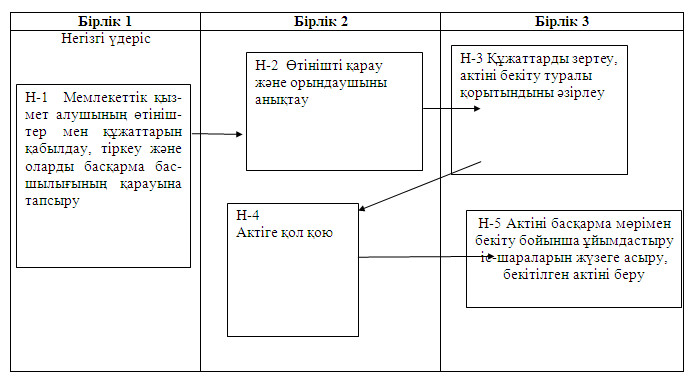 Бірлік 1
Бірлік 2
Бірлік 3
Негізгі үдеріс
Н-1 Мемлекеттік қыз-
мет алушының өтініш-
тер мен құжаттарын
қабылдау, тіркеу және
оларды басқарма бас-
шылығының қарауына
тапсыру
Н-2 Өтінішті қарау
және орындаушыны
анықтау
Н-3 Құжаттарды зертеу,
актіні бекіту туралы
қорытындыны әзірлеу
Н-4
Актіге қол қою
Н-5 Актіні басқарма мөрімен
бекіту бойынша ұйымдастыру
іс-шараларын жүзеге асыру,
бекітілген актіні беру